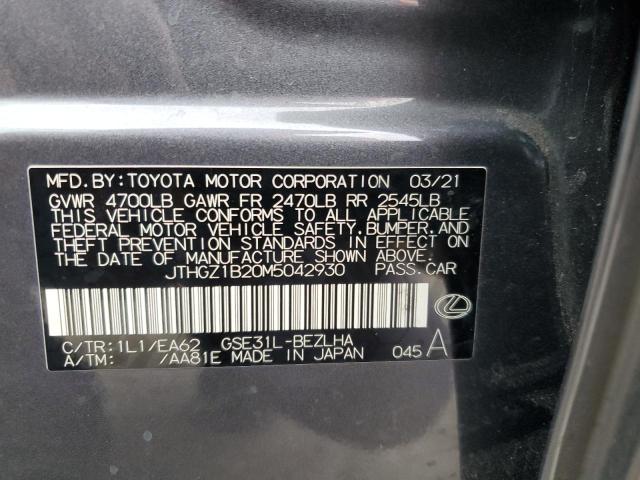 MFD.BY:TOYOTA MOTOR CORPORATION 03/21
GVWR 4700LB GAWR FR 2470LB RR 2545LB
THIS VEHICLE CONFORMS TO ALL APPLICABLE
FEDERAL MOTOR VEHICLE SAFETY.BUMPER.AND
THEFT PREVENTION STANDARDS IN EFFECT ON
THE DATE OF MANUFACTURE SHOWN ABOVE.
JTHGZ1B20M5042930 PASS.CAR
C/TR:1L1/EA62 GSE31L-BEZLHA
A/TM: /AA81E MADE IN JAPAN 045 A